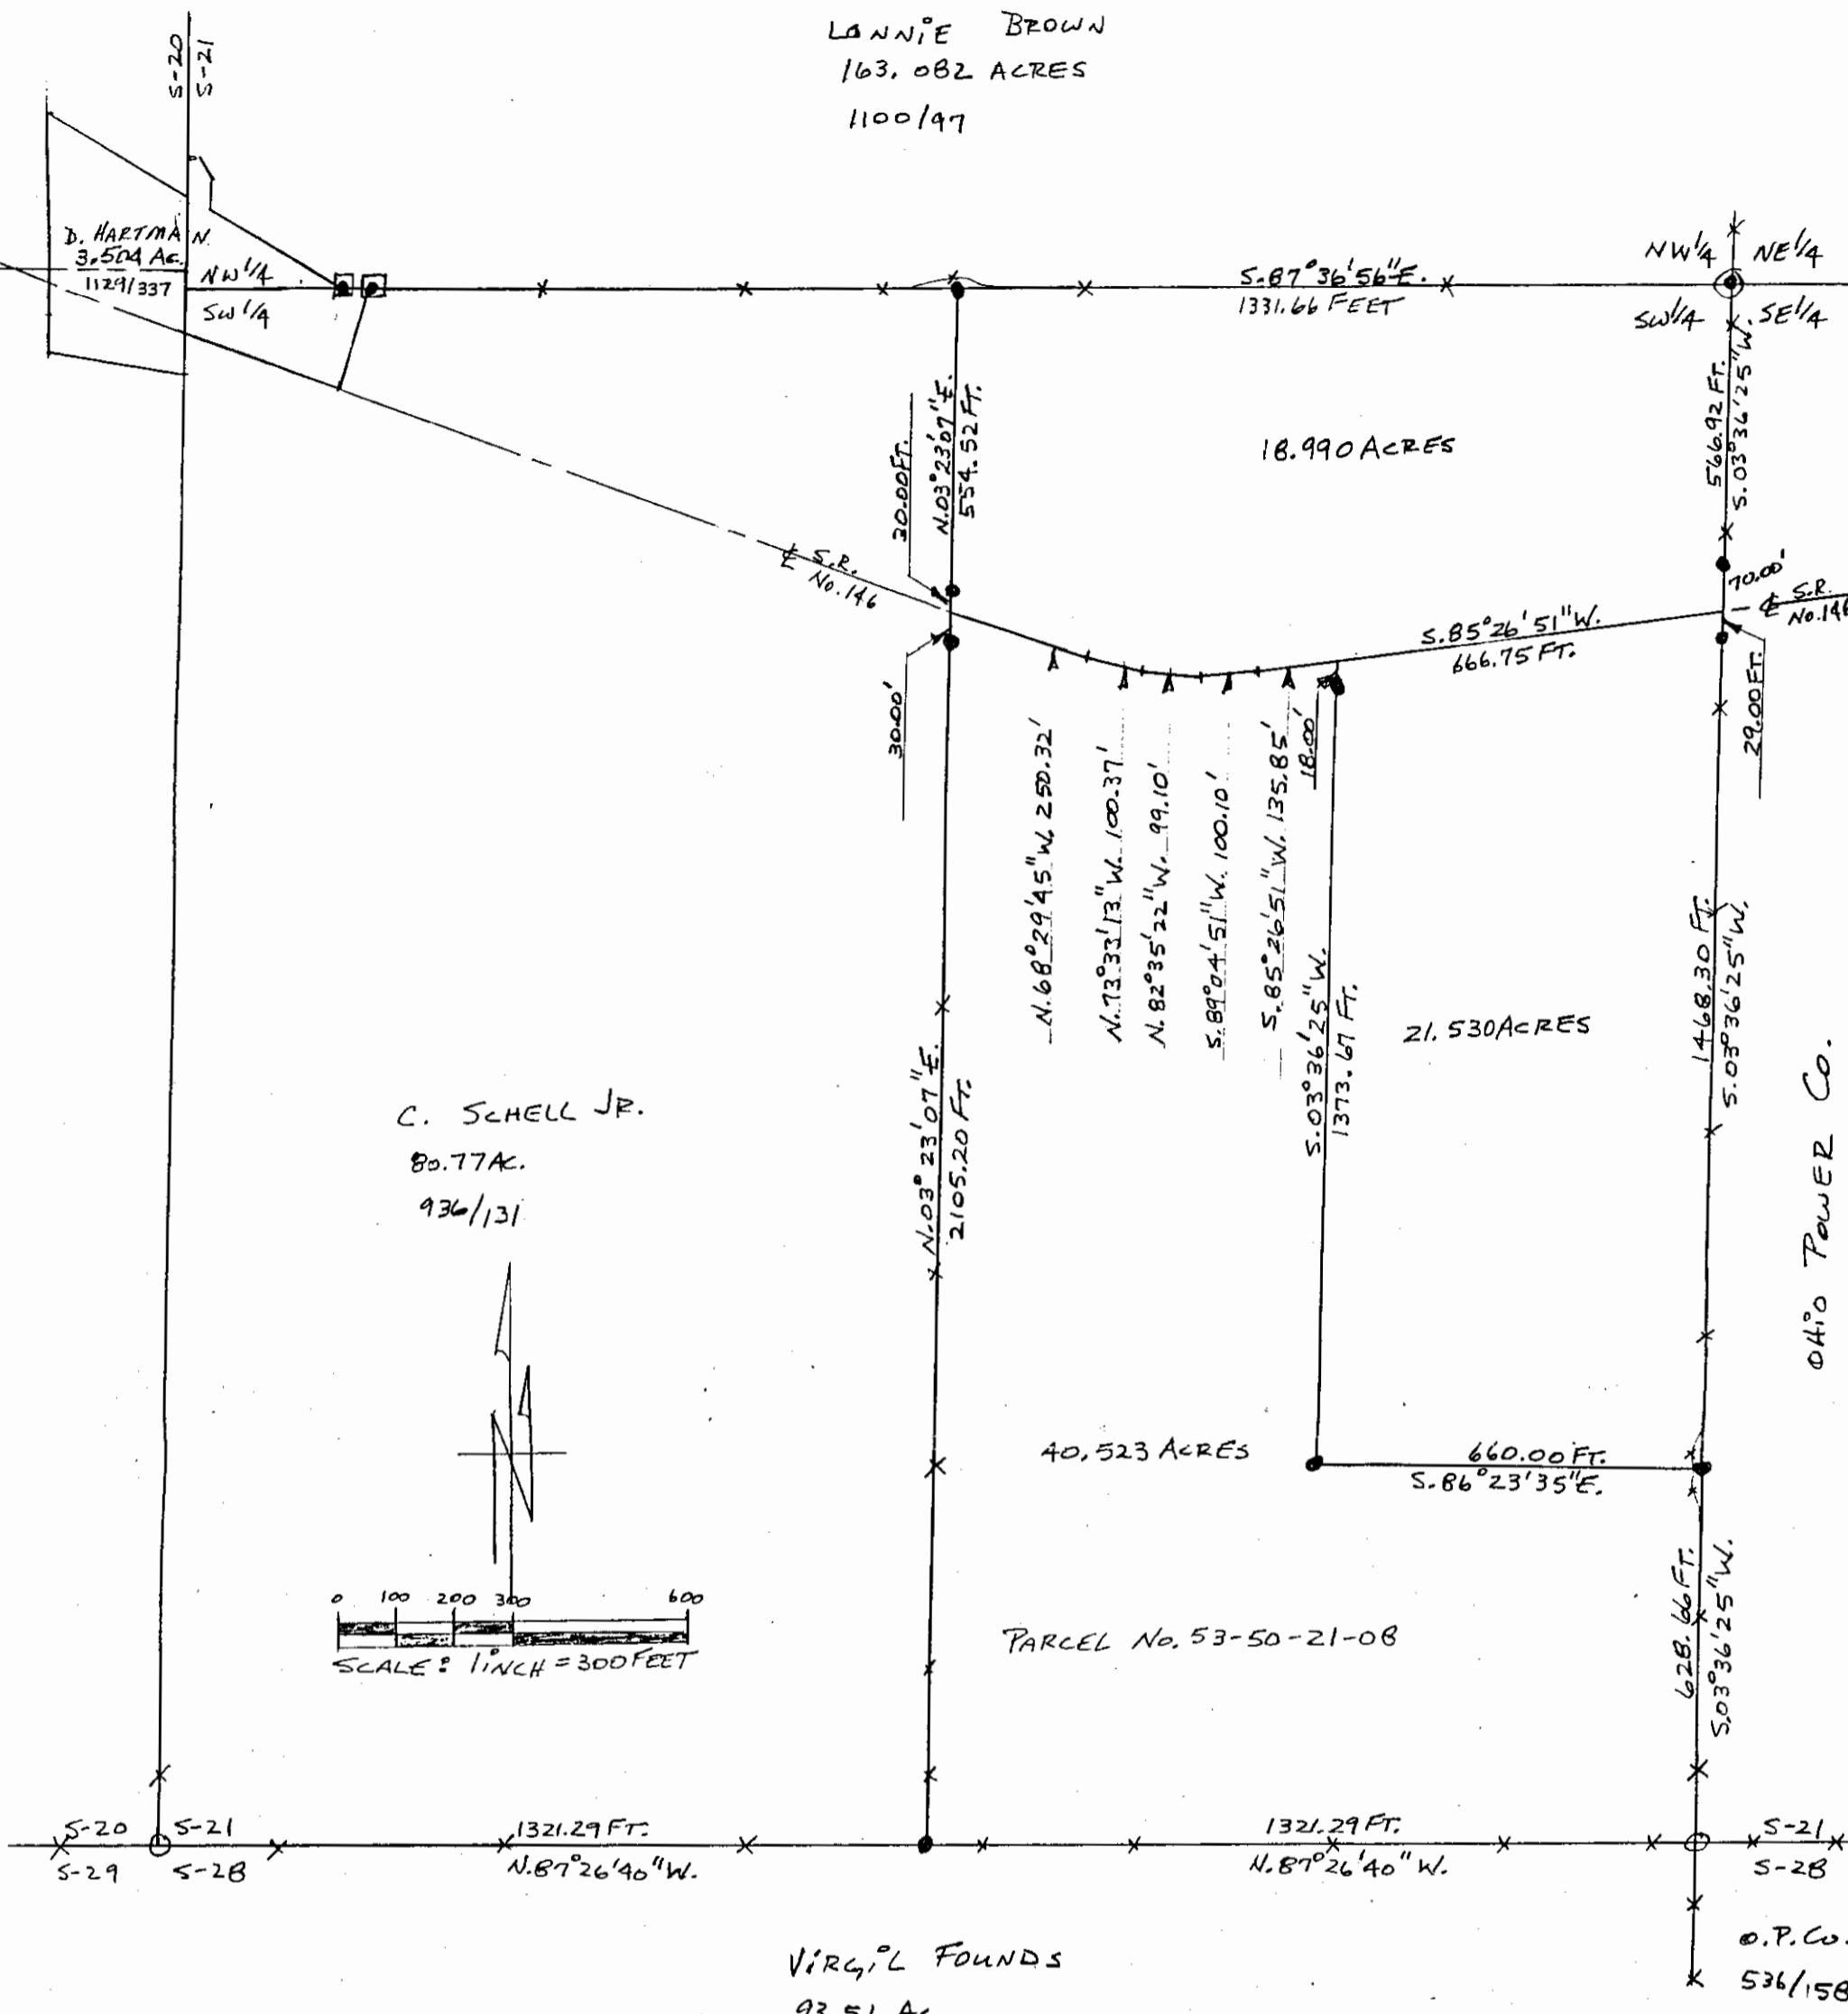 LONNIE BROWN
163.082 ACRES
1100/97
S-20
S-21
D. HARTMAN
3.504 Ac.
1129/337
NW 1/4
SW 1/4
S.87°36'56"E.
1331.66 FEET
NW 1/4
NE 1/4
SW 1/4
SE 1/4
566.92 FT.
S.03°36'25"W.
N.03°23'07"E.
554.52 FT.
30.00 FT.
18.990 ACRES
℄ S.R.
No. 146
70.00'
℄ S.R.
No. 146
S.85°26'51"W.
666.75 FT.
29.00 FT.
30.00'
N.68°29'45"W. 250.32'
N.73°33'13"W. 100.37'
N.82°35'22"W. 99.10'
S.89°04'51"W. 100.10'
S.85°26'51"W. 135.85'
18.00'
S.03°36'25"W.
1373.67 FT.
21.530 ACRES
1468.30 FT.
S.03°36'25"W.
OHIO POWER CO.
C. SCHELL JR.
80.77 AC.
936/131
N.03°23'07"E.
2105.20 FT.
40.523 ACRES
660.00 FT.
S.86°23'35"E.
N
0 100 200 300 600
SCALE: 1 INCH = 300 FEET
PARCEL No. 53-50-21-08
628.66 FT.
S.03°36'25"W.
S-20
S-21
S-29
S-28
1321.29 FT.
N.87°26'40"W.
1321.29 FT.
N.87°26'40"W.
S-21
S-28
O.P.Co.
536/158
VIRGIL FOUNDS
93.51 Ac